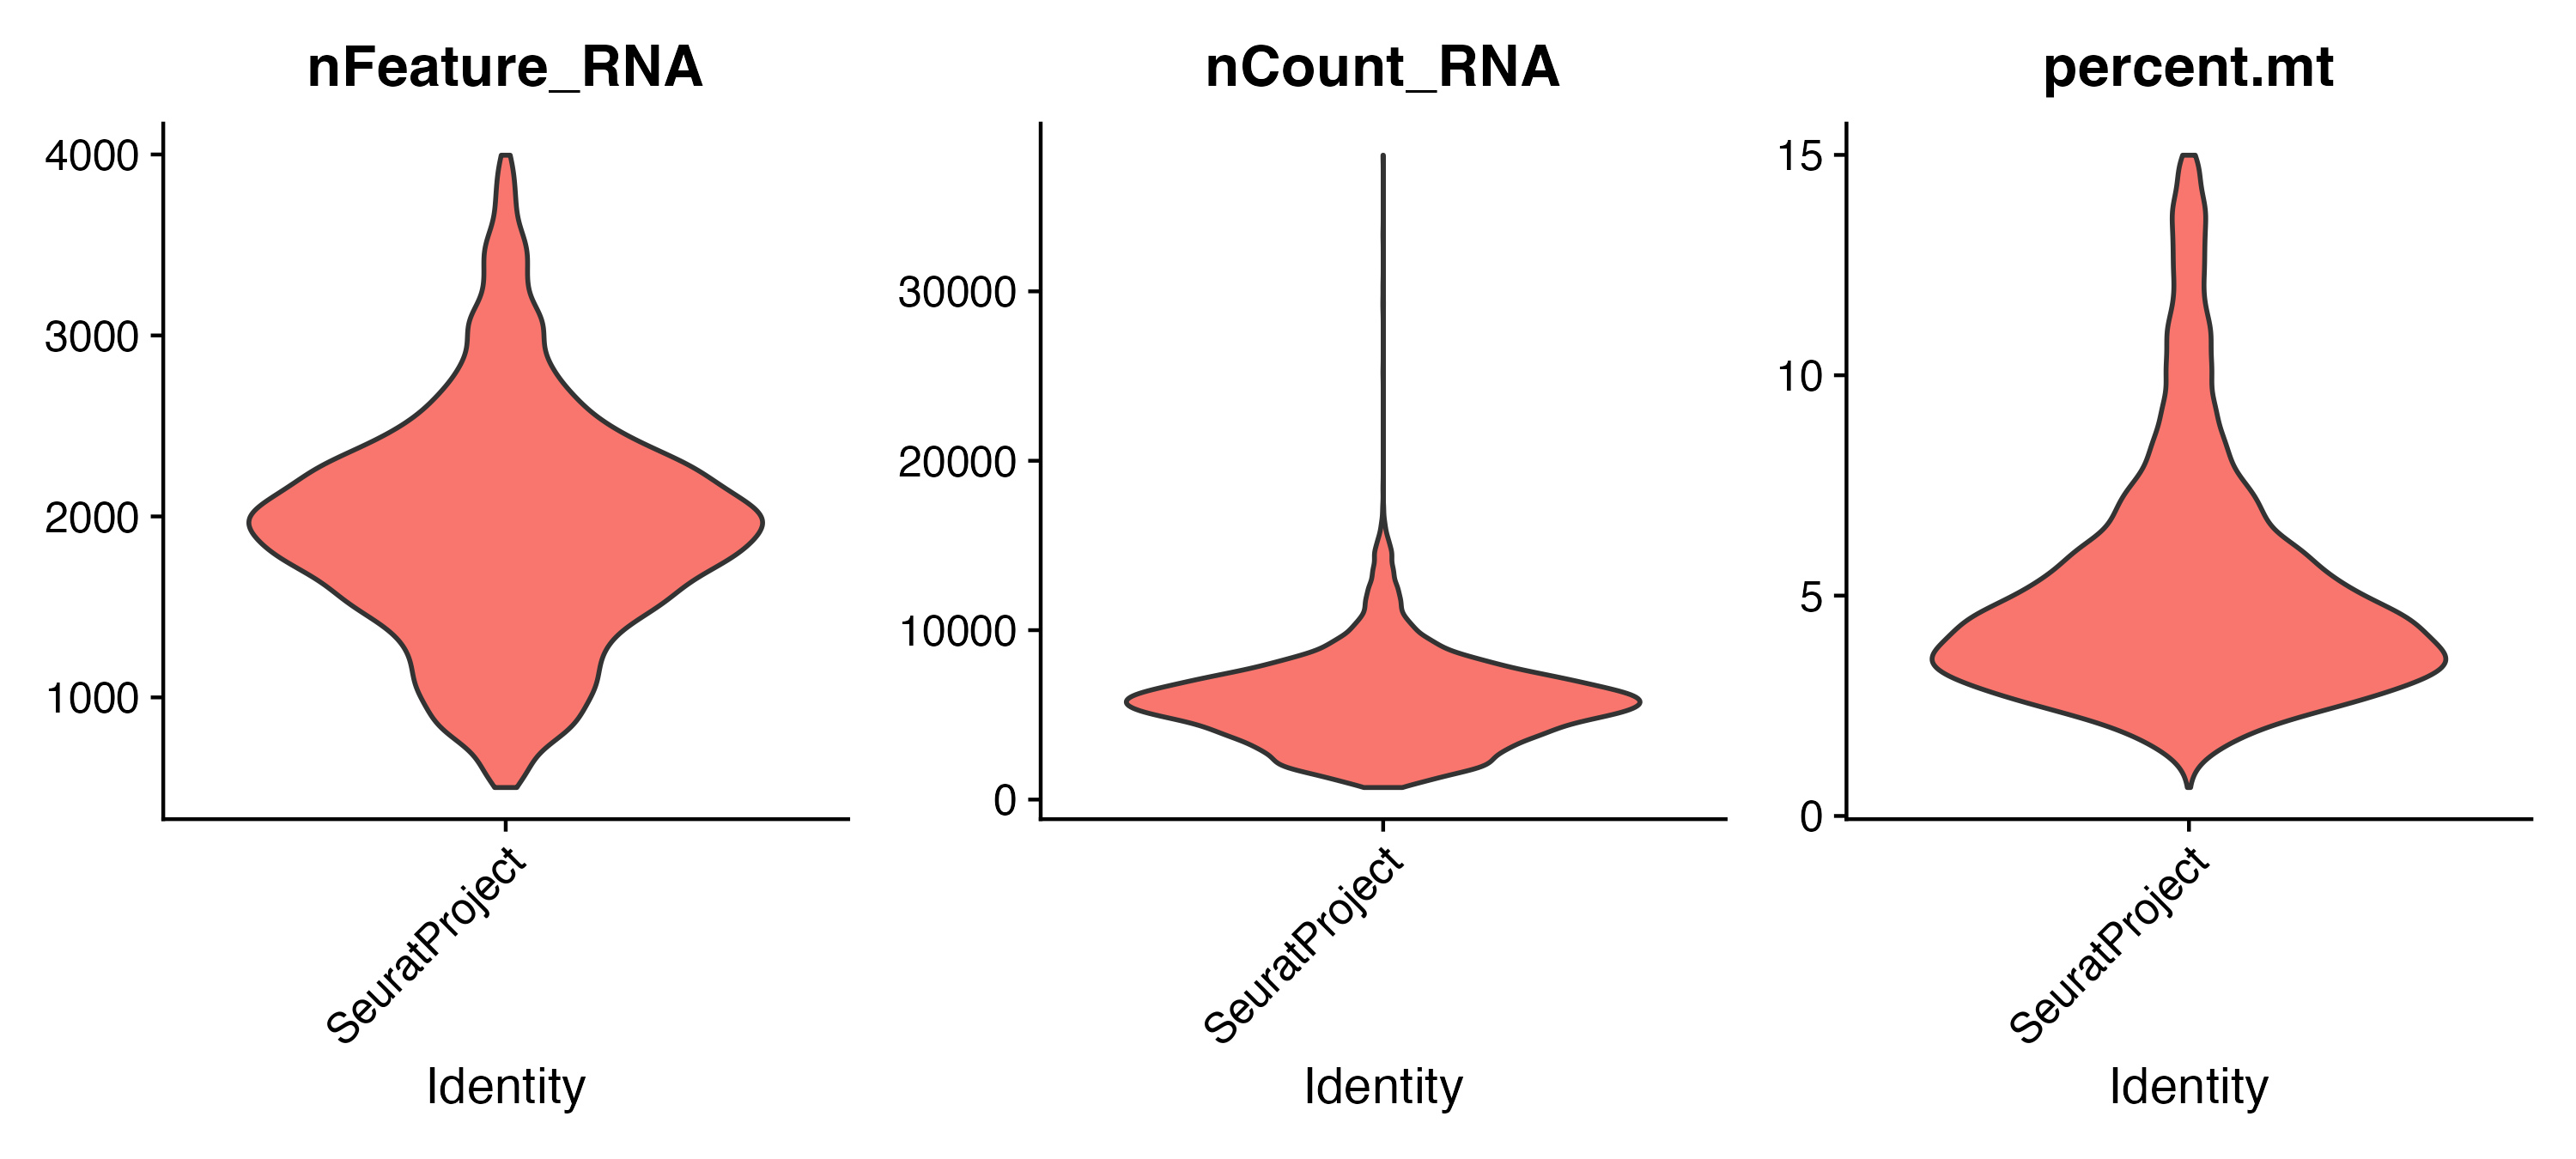 nFeature_RNA
4000
3000
2000
1000
SeuratProject
Identity
nCount_RNA
30000
20000
10000
0
SeuratProject
Identity
percent.mt
15
10
5
0
SeuratProject
Identity